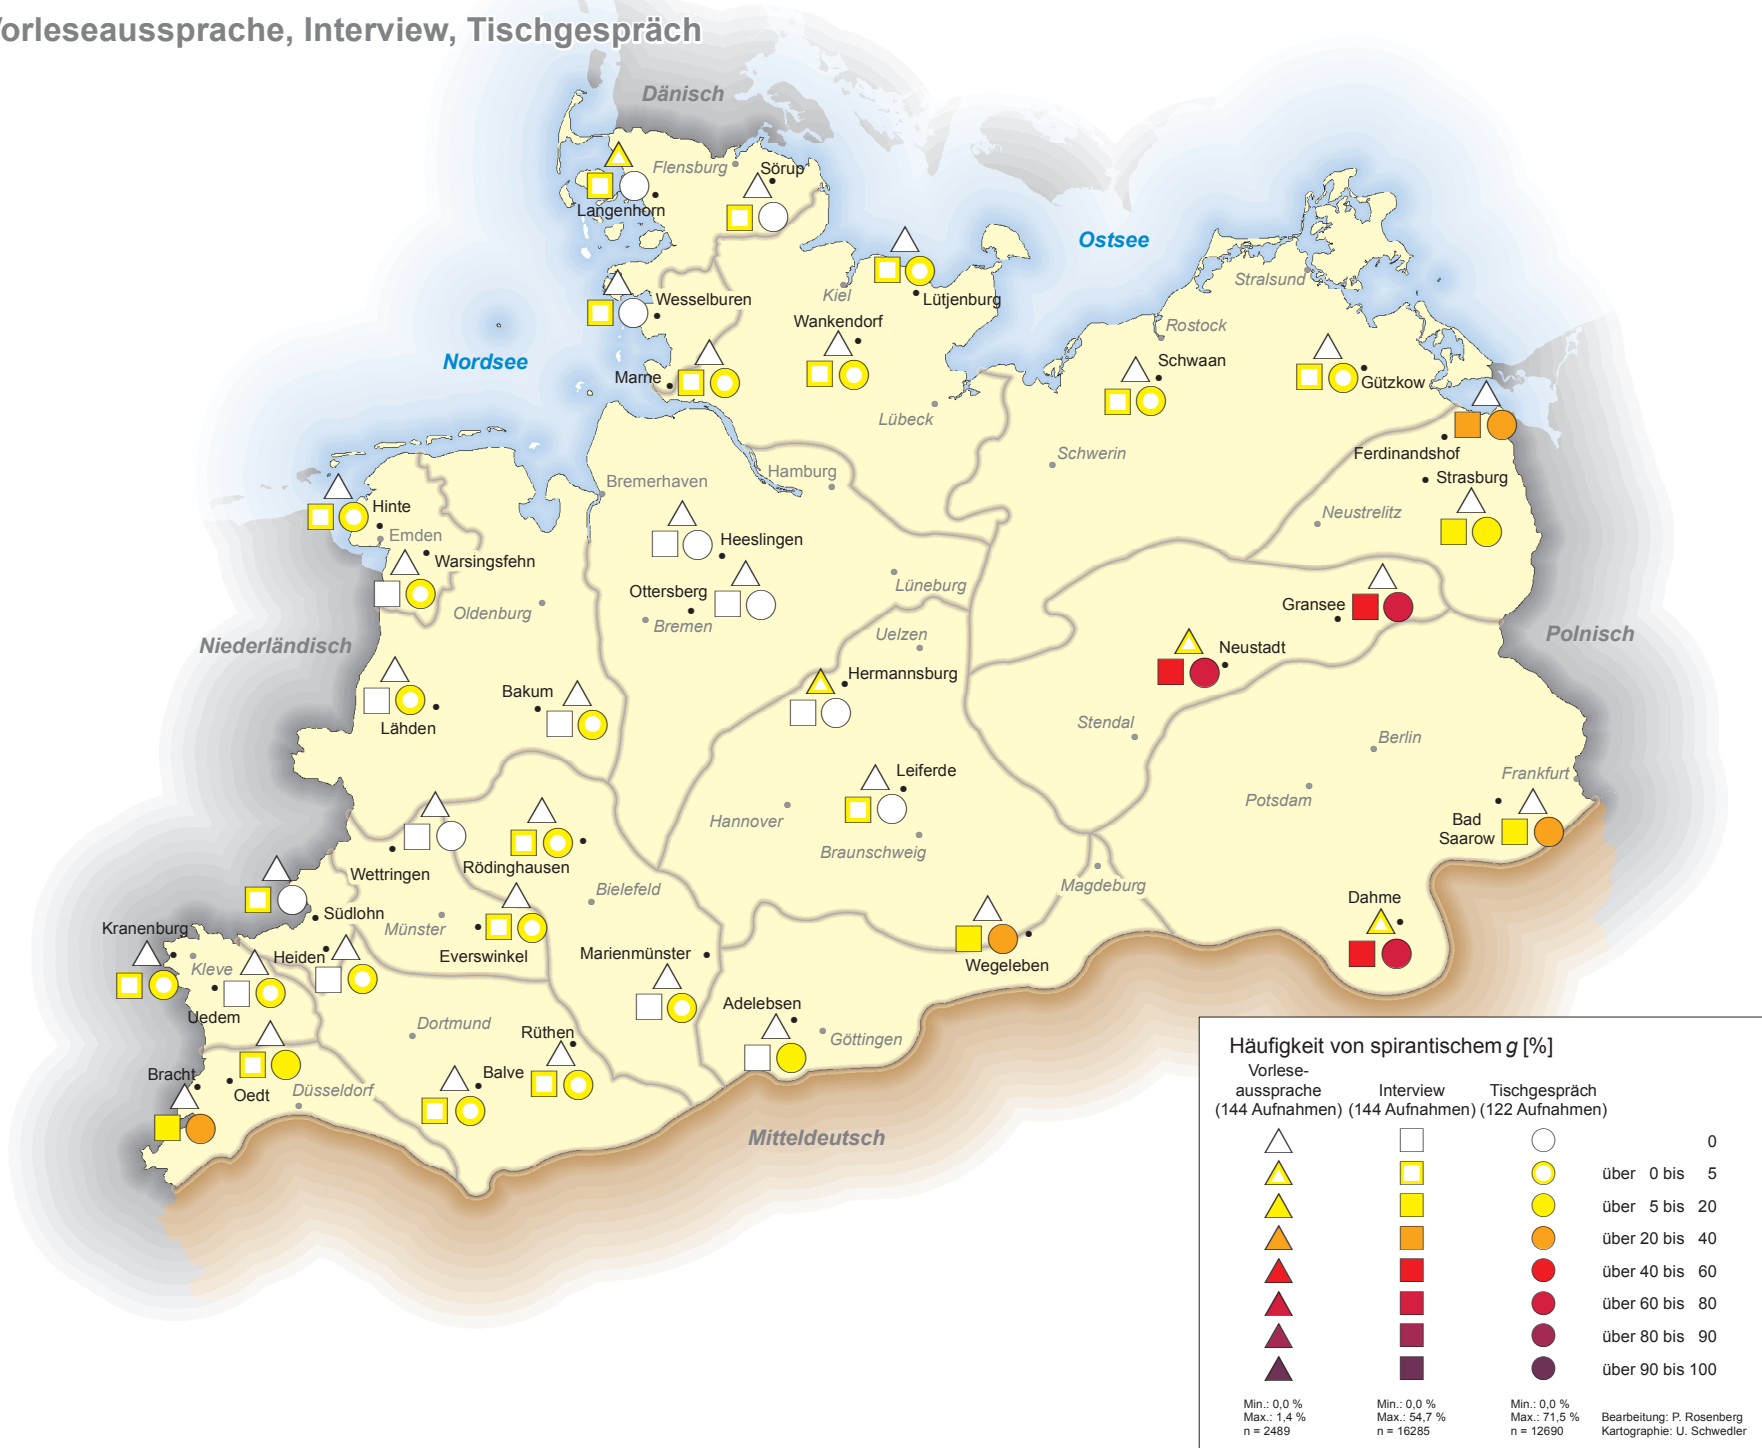 orleseaussprache, Interview, Tischgespräch
Dänisch
Flensburg
Sörup
Langenhorn
Ostsee
Stralsund
Wesselburen
Kiel
Lütjenburg
Wankendorf
Rostock
Nordsee
Schwaan
Marne
Gützkow
Lübeck
Ferdinandshof
Schwerin
Hamburg
Bremerhaven
Strasburg
Hinte
Neustrelitz
Emden
Heeslingen
Warsingsfehn
Lüneburg
Ottersberg
Oldenburg
Bremen
Gransee
Uelzen
Polnisch
Niederländisch
Neustadt
Hermannsburg
Bakum
Lähden
Stendal
Berlin
Leiferde
Frankfurt
Potsdam
Hannover
Bad
Saarow
Braunschweig
Rödinghausen
Wettringen
Magdeburg
Bielefeld
Dahme
Südlohn
Kranenburg
Münster
Heiden
Everswinkel
Marienmünster
Wegeleben
Kleve
Adelebsen
Uedem
Dortmund
Rüthen
Göttingen
Bracht
Balve
Oedt
Düsseldorf
Mitteldeutsch
Häufigkeit von spirantischem g [%]
Vorlese-
aussprache Interview Tischgespräch
(144 Aufnahmen) (144 Aufnahmen) (122 Aufnahmen)
0
über 0 bis 5
über 5 bis 20
über 20 bis 40
über 40 bis 60
über 60 bis 80
über 80 bis 90
über 90 bis 100
Min.: 0,0 % Min.: 0,0 % Min.: 0,0 %
Max.: 1,4 % Max.: 54,7 % Max.: 71,5 % Bearbeitung: P. Rosenberg
n = 2489 n = 16285 n = 12690 Kartographie: U. Schwedler